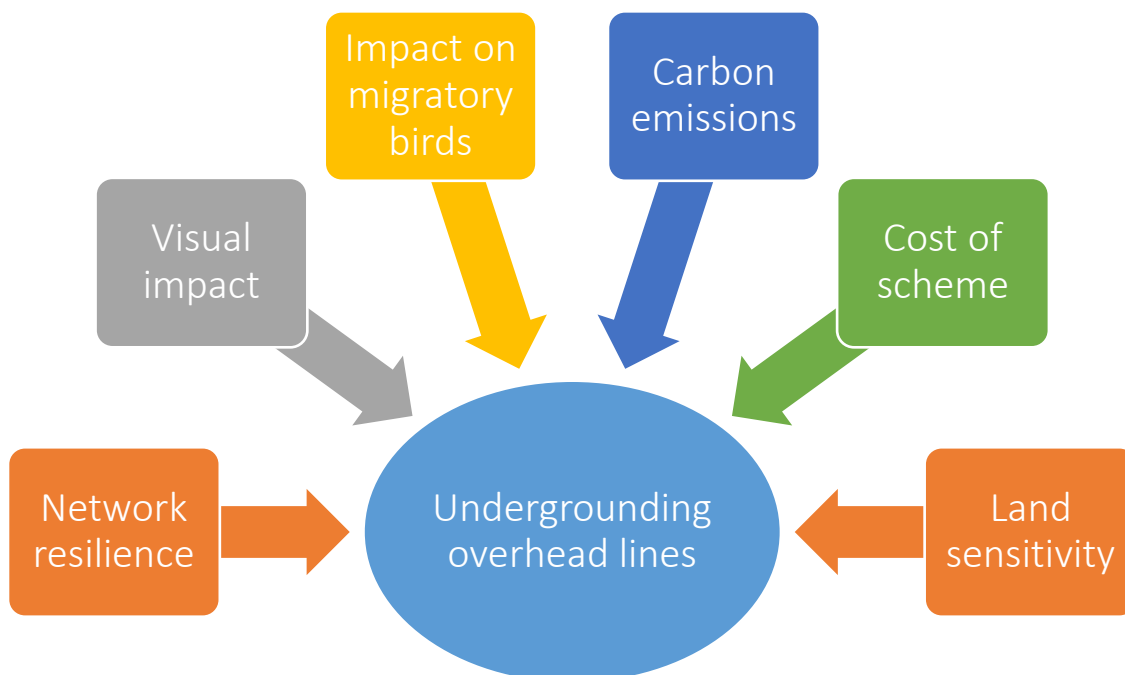 Impact on
migratory
birds
Carbon
emissions
Visual
impact
Cost of
scheme
Network
resilience
Undergrounding
overhead lines
Land
sensitivity